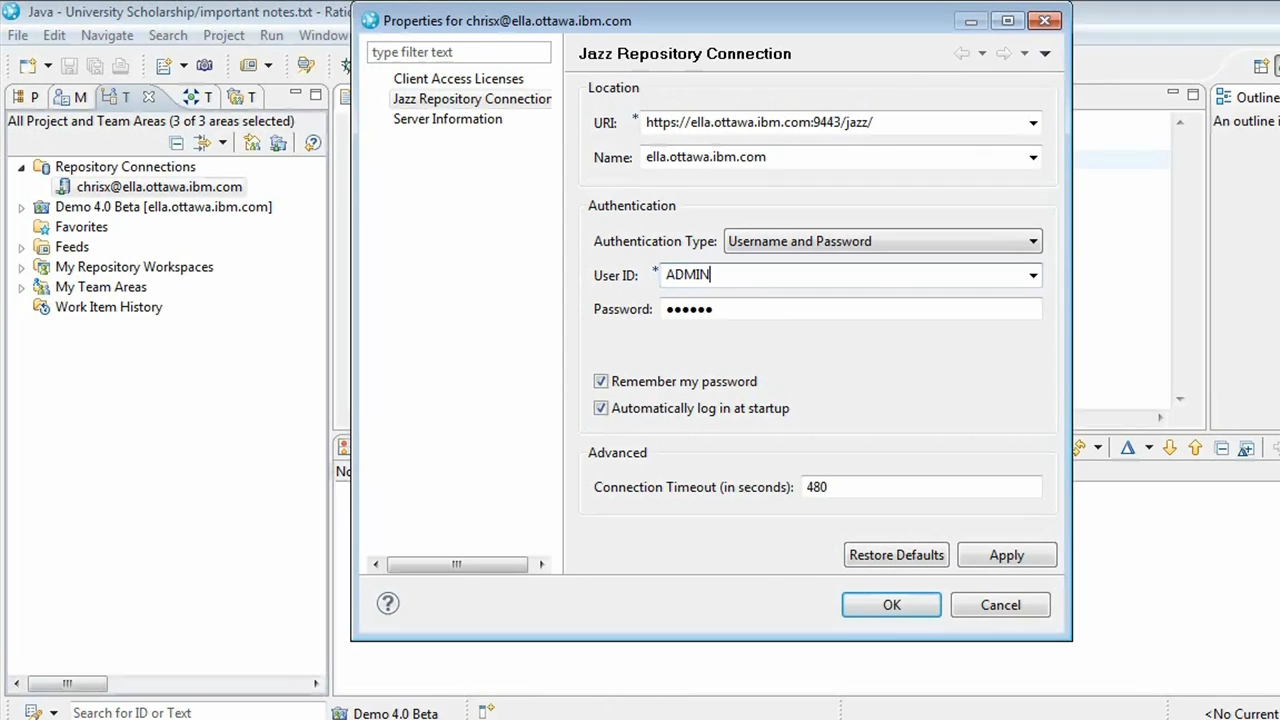 Java - University Scholarship/important notes.txt - Ratio
File Edit Navigate Search Project Run Window
P M T T T
All Project and Team Areas (3 of 3 areas selected)
Repository Connections
chrisx@ella.ottawa.ibm.com
Demo 4.0 Beta [ella.ottawa.ibm.com]
Favorites
Feeds
My Repository Workspaces
My Team Areas
Work Item History
Search for ID or Text
Properties for chrisx@ella.ottawa.ibm.com
type filter text
Client Access Licenses
Jazz Repository Connection
Server Information
Jazz Repository Connection
Location
URI: * https://ella.ottawa.ibm.com:9443/jazz/
Name: ella.ottawa.ibm.com
Authentication
Authentication Type: Username and Password
User ID: * ADMIN
Password: ●●●●●●
Remember my password
Automatically log in at startup
Advanced
Connection Timeout (in seconds): 480
Restore Defaults Apply
? OK Cancel
Outline
An outline i
No
Demo 4.0 Beta
<No Current